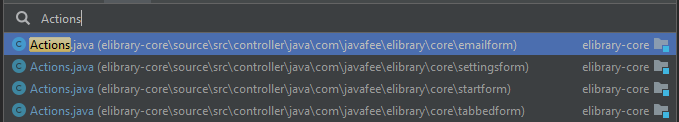 Actions
C Actions.java (elibrary-core\source\src\controller\java\com\javafee\elibrary\core\emailform) elibrary-core
C Actions.java (elibrary-core\source\src\controller\java\com\javafee\elibrary\core\settingsform) elibrary-core
C Actions.java (elibrary-core\source\src\controller\java\com\javafee\elibrary\core\startform) elibrary-core
C Actions.java (elibrary-core\source\src\controller\java\com\javafee\elibrary\core\tabbedform) elibrary-core